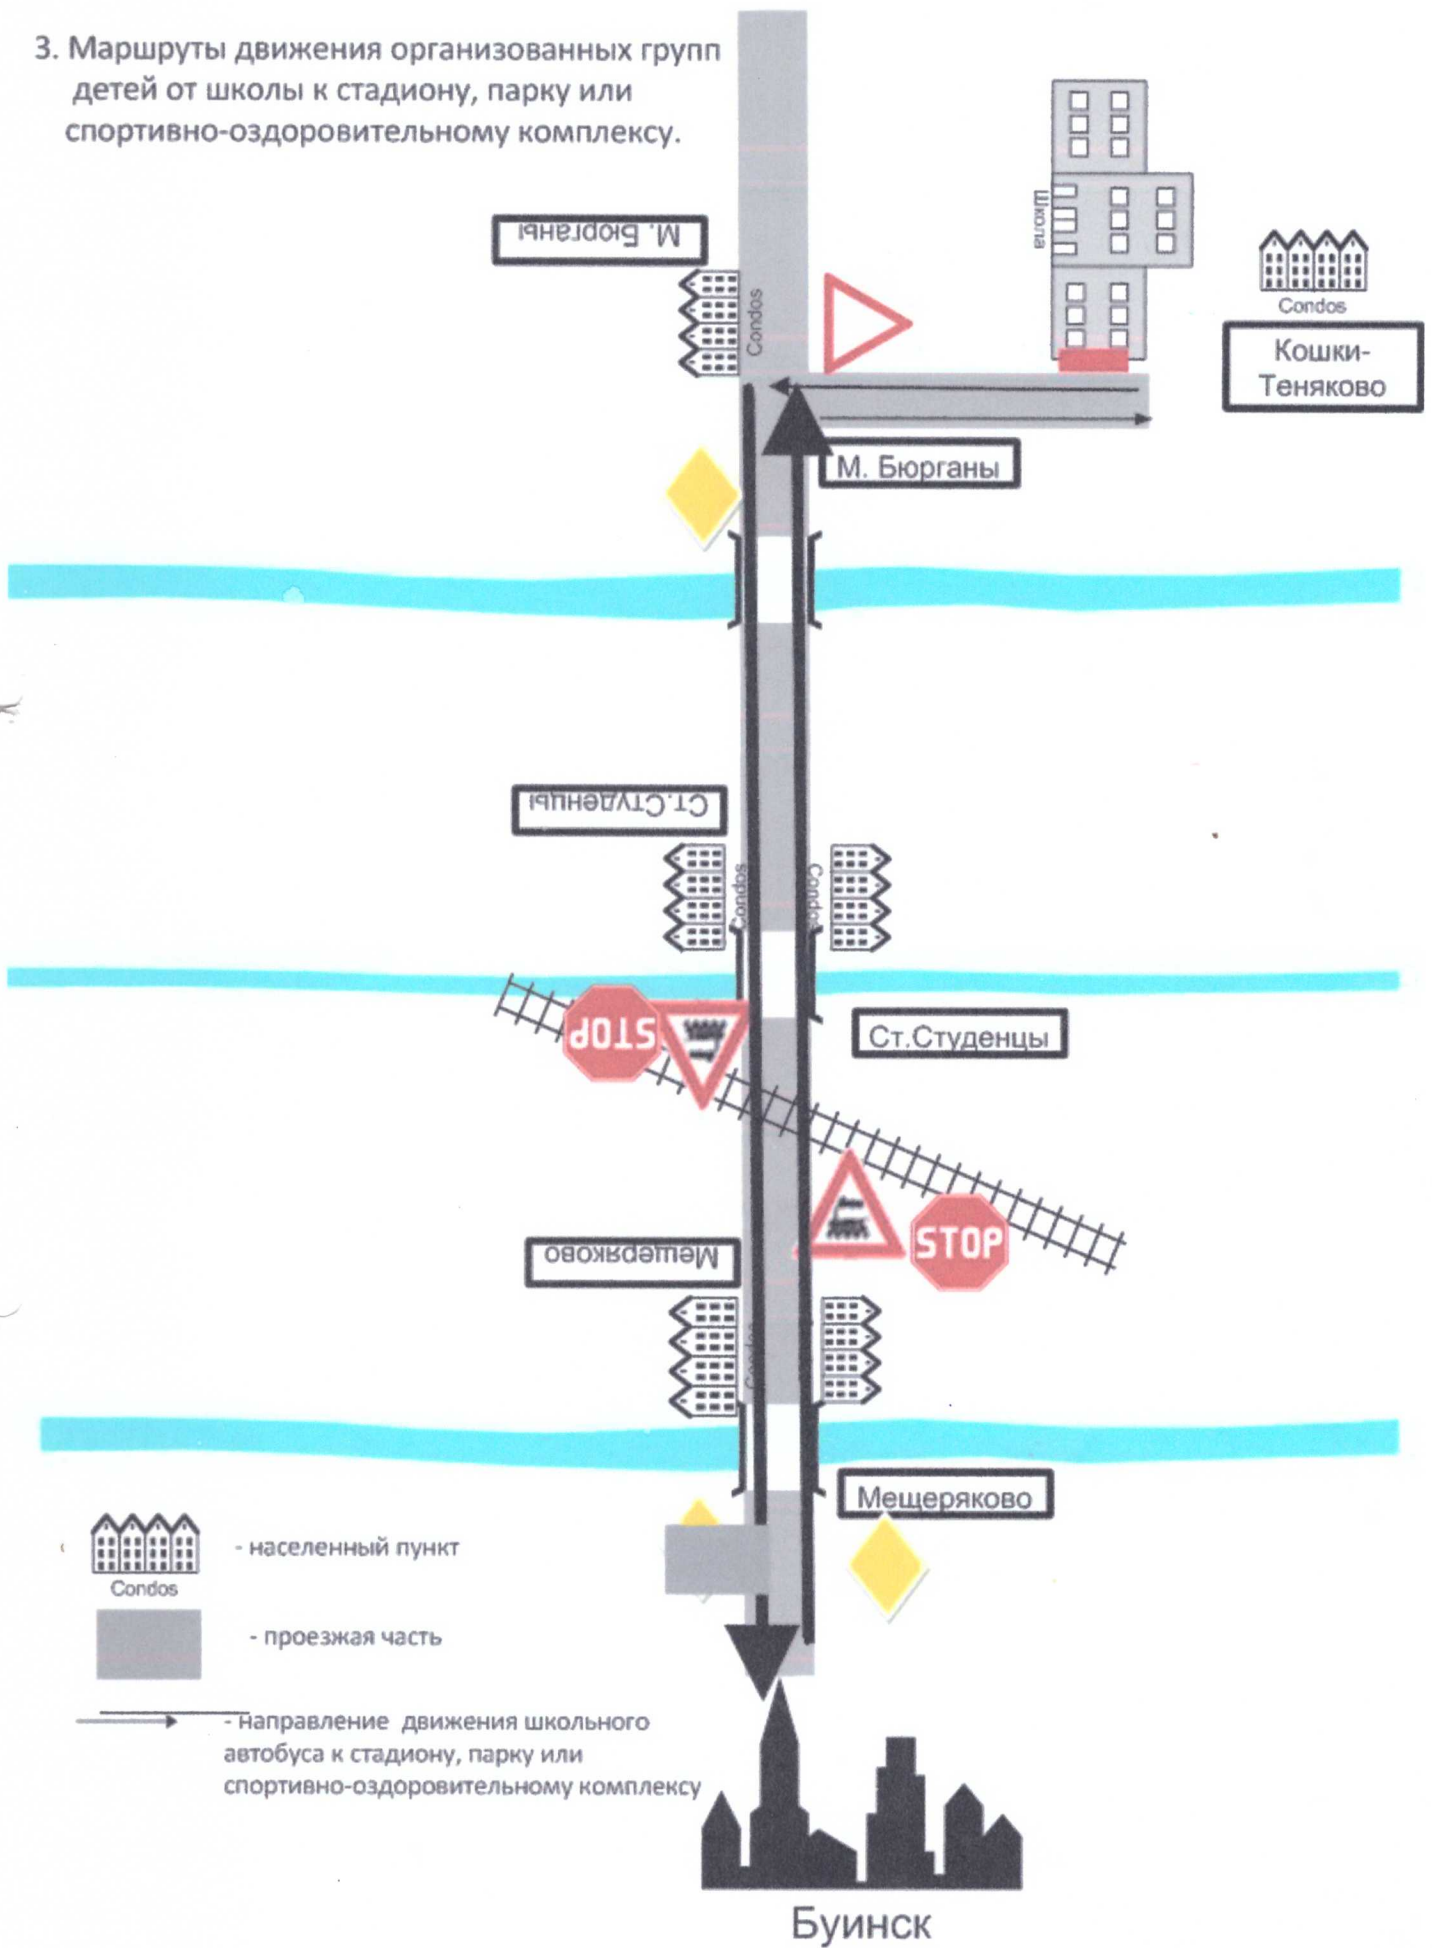 3. Маршруты движения организованных групп
детей от школы к стадиону, парку или
спортивно-оздоровительному комплексу.
М. Бюрганы
Школа
Condos
Condos
Кошки-
Теняково
М. Бюрганы
Ст.Студенцы
Condos
Condos
STOP
Ст.Студенцы
STOP
Мещеряково
Condos
Мещеряково
- населенный пункт
Condos
- проезжая часть
- направление движения школьного
автобуса к стадиону, парку или
спортивно-оздоровительному комплексу
Буинск